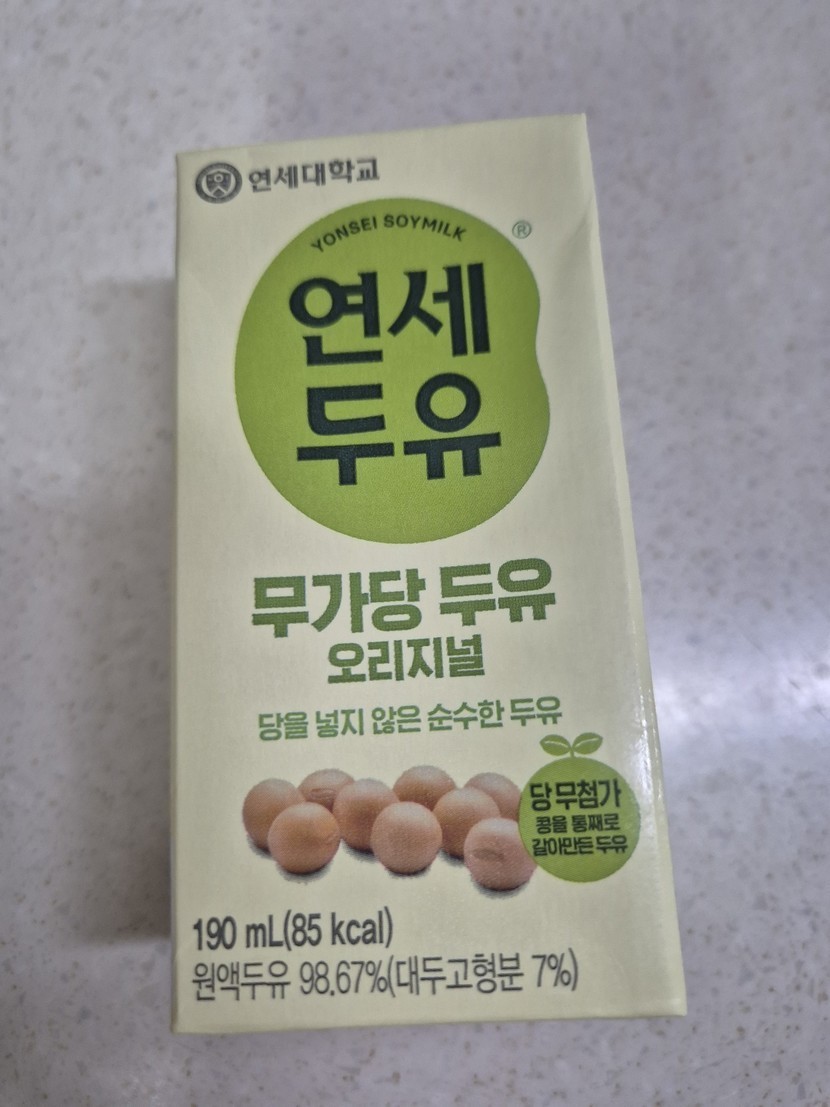 연세대학교
YONSEI SOYMILK
®
연세
두유
무가당 두유
오리지널
당을 넣지 않은 순수한 두유
당 무첨가
콩을 통째로
갈아만든 두유
190 mL(85 kcal)
원액두유 98.67%(대두고형분 7%)